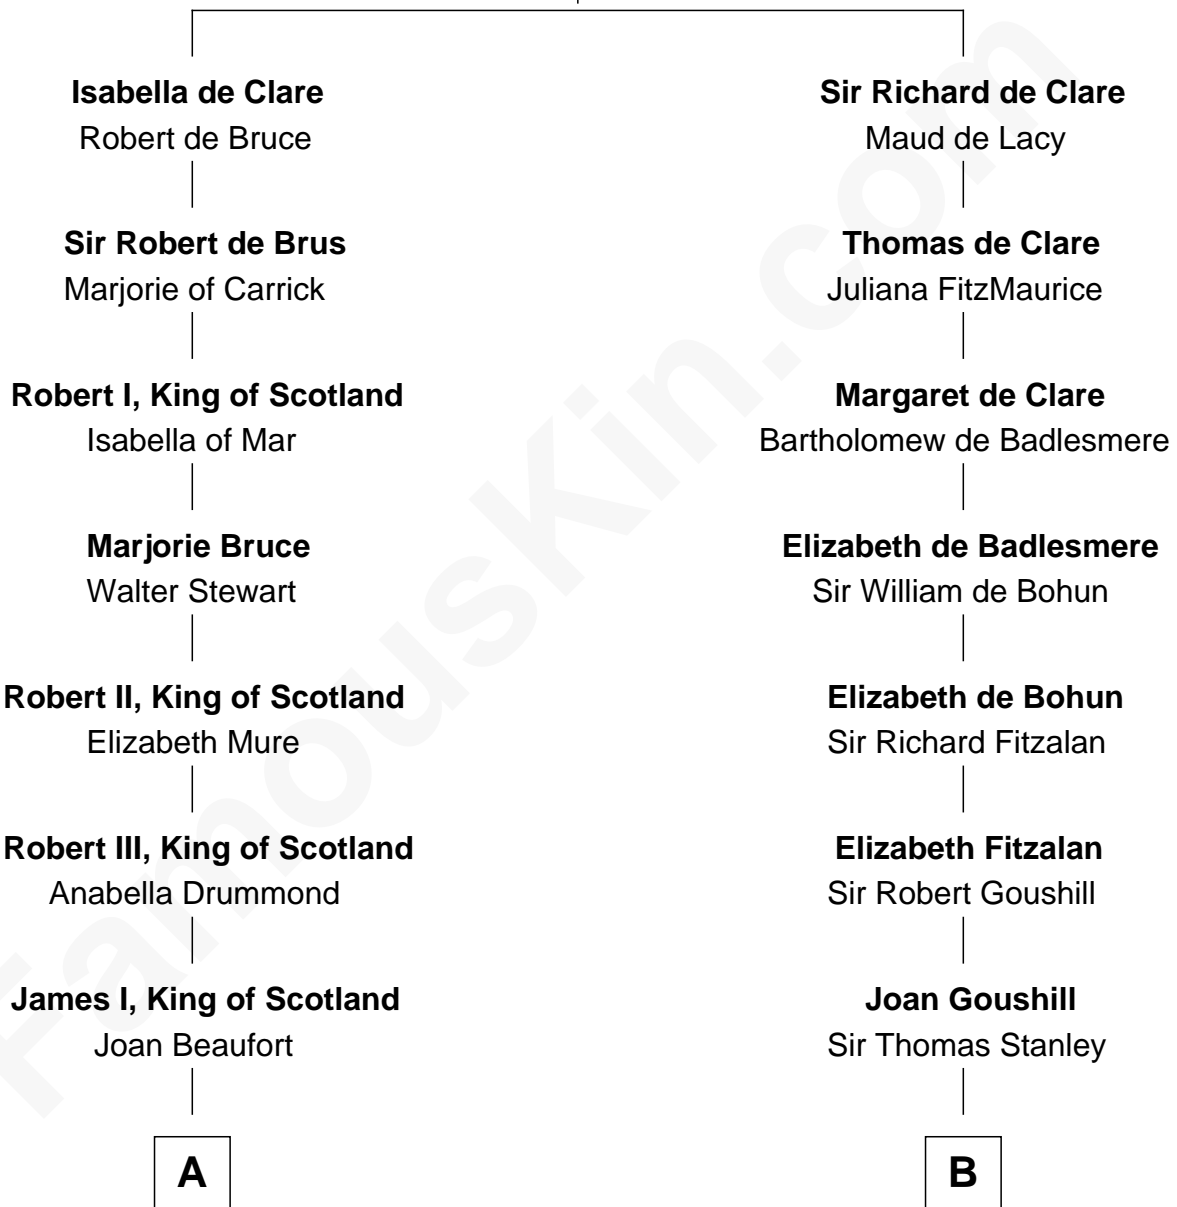 Isabella de Clare
Robert de Bruce
Sir Robert de Brus
Marjorie of Carrick
Robert I, King of Scotland
Isabella of Mar
Marjorie Bruce
Walter Stewart
Robert II, King of Scotland
Elizabeth Mure
Robert III, King of Scotland
Anabella Drummond
James I, King of Scotland
Joan Beaufort
A
Sir Richard de Clare
Maud de Lacy
Thomas de Clare
Juliana FitzMaurice
Margaret de Clare
Bartholomew de Badlesmere
Elizabeth de Badlesmere
Sir William de Bohun
Elizabeth de Bohun
Sir Richard Fitzalan
Elizabeth Fitzalan
Sir Robert Goushill
Joan Goushill
Sir Thomas Stanley
B
FamousKin.com